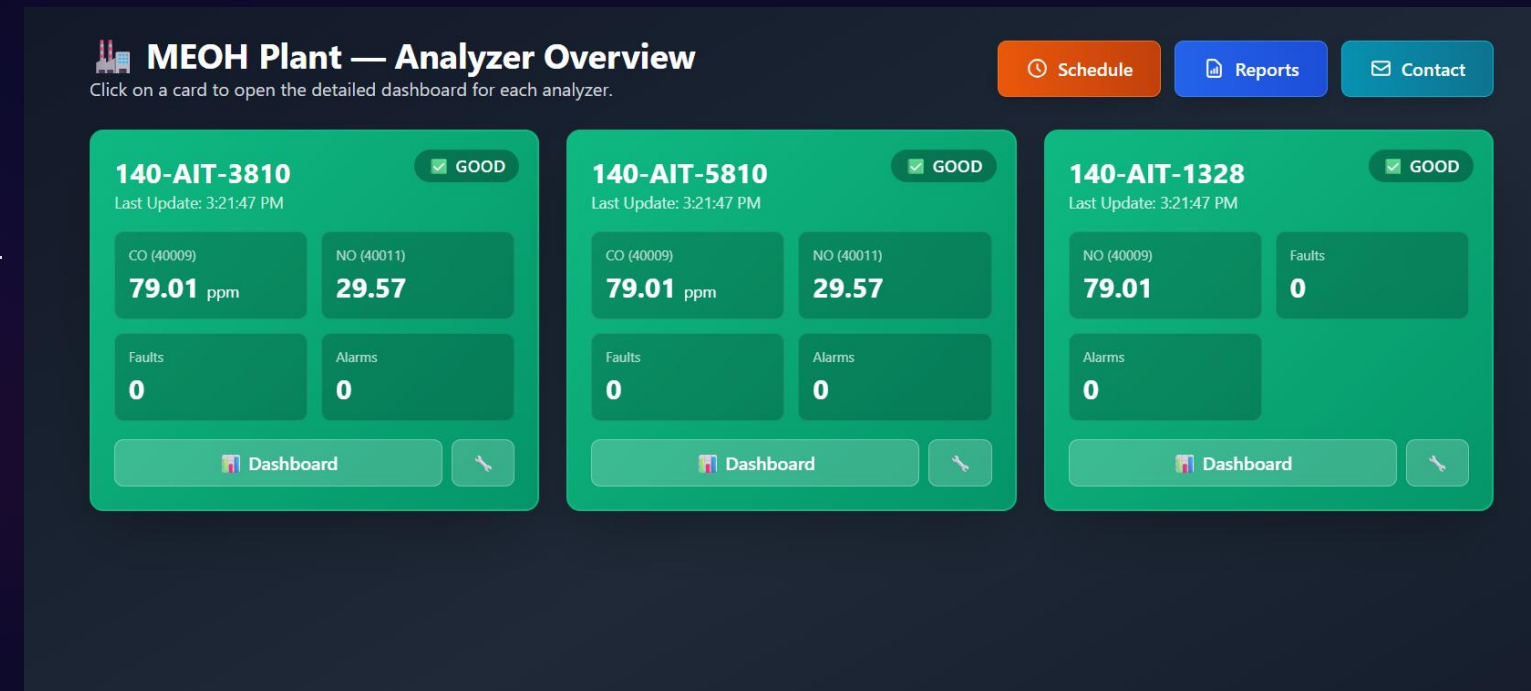 MEOH Plant — Analyzer Overview
Click on a card to open the detailed dashboard for each analyzer.
Schedule
Reports
Contact
140-AIT-3810
GOOD
Last Update: 3:21:47 PM
CO (40009)
79.01 ppm
NO (40011)
29.57
Faults
0
Alarms
0
Dashboard
140-AIT-5810
GOOD
Last Update: 3:21:47 PM
CO (40009)
79.01 ppm
NO (40011)
29.57
Faults
0
Alarms
0
Dashboard
140-AIT-1328
GOOD
Last Update: 3:21:47 PM
NO (40009)
79.01
Faults
0
Alarms
0
Dashboard